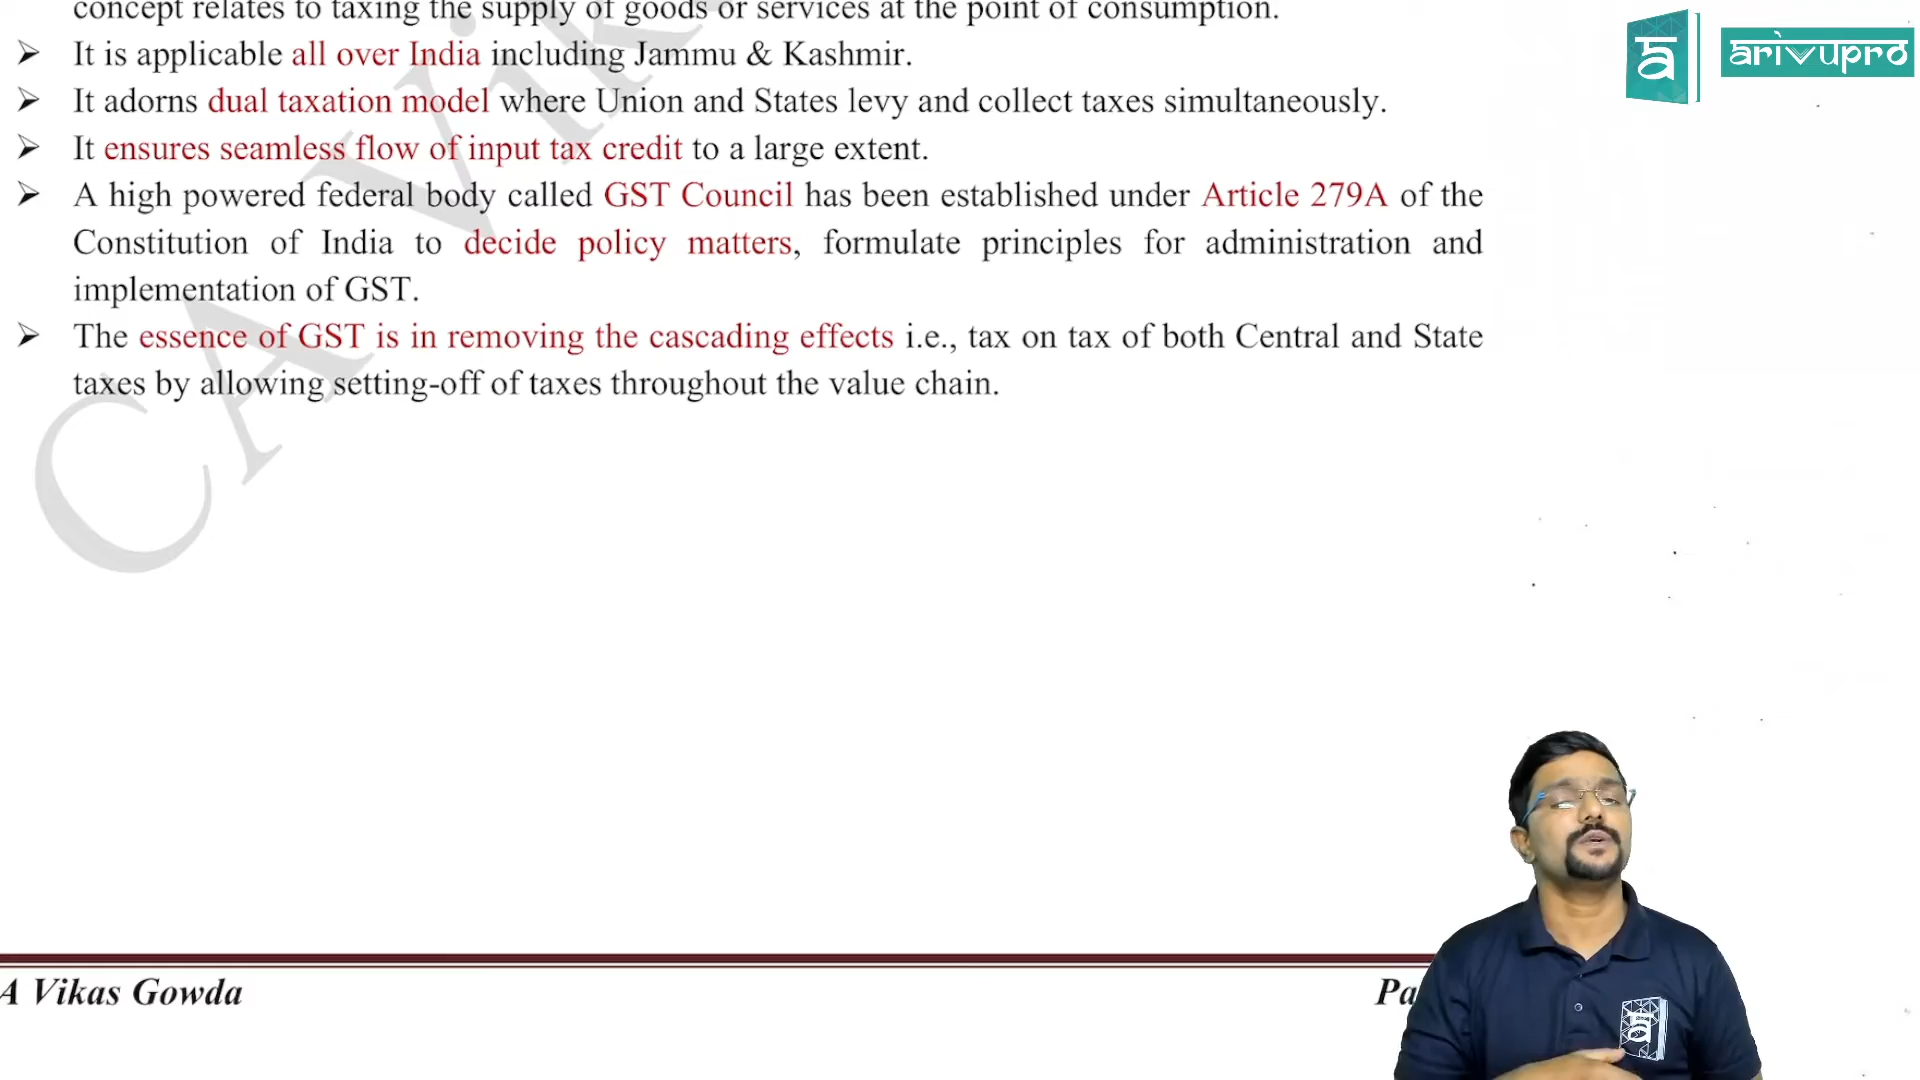 concept relates to taxing the supply of goods or services at the point of consumption.
➢ It is applicable all over India including Jammu & Kashmir.
➢ It adorns dual taxation model where Union and States levy and collect taxes simultaneously.
➢ It ensures seamless flow of input tax credit to a large extent.
➢ A high powered federal body called GST Council has been established under Article 279A of the
Constitution of India to decide policy matters, formulate principles for administration and
implementation of GST.
➢ The essence of GST is in removing the cascading effects i.e., tax on tax of both Central and State
taxes by allowing setting-off of taxes throughout the value chain.
CA Vik
arivupro
A Vikas Gowda
Pa